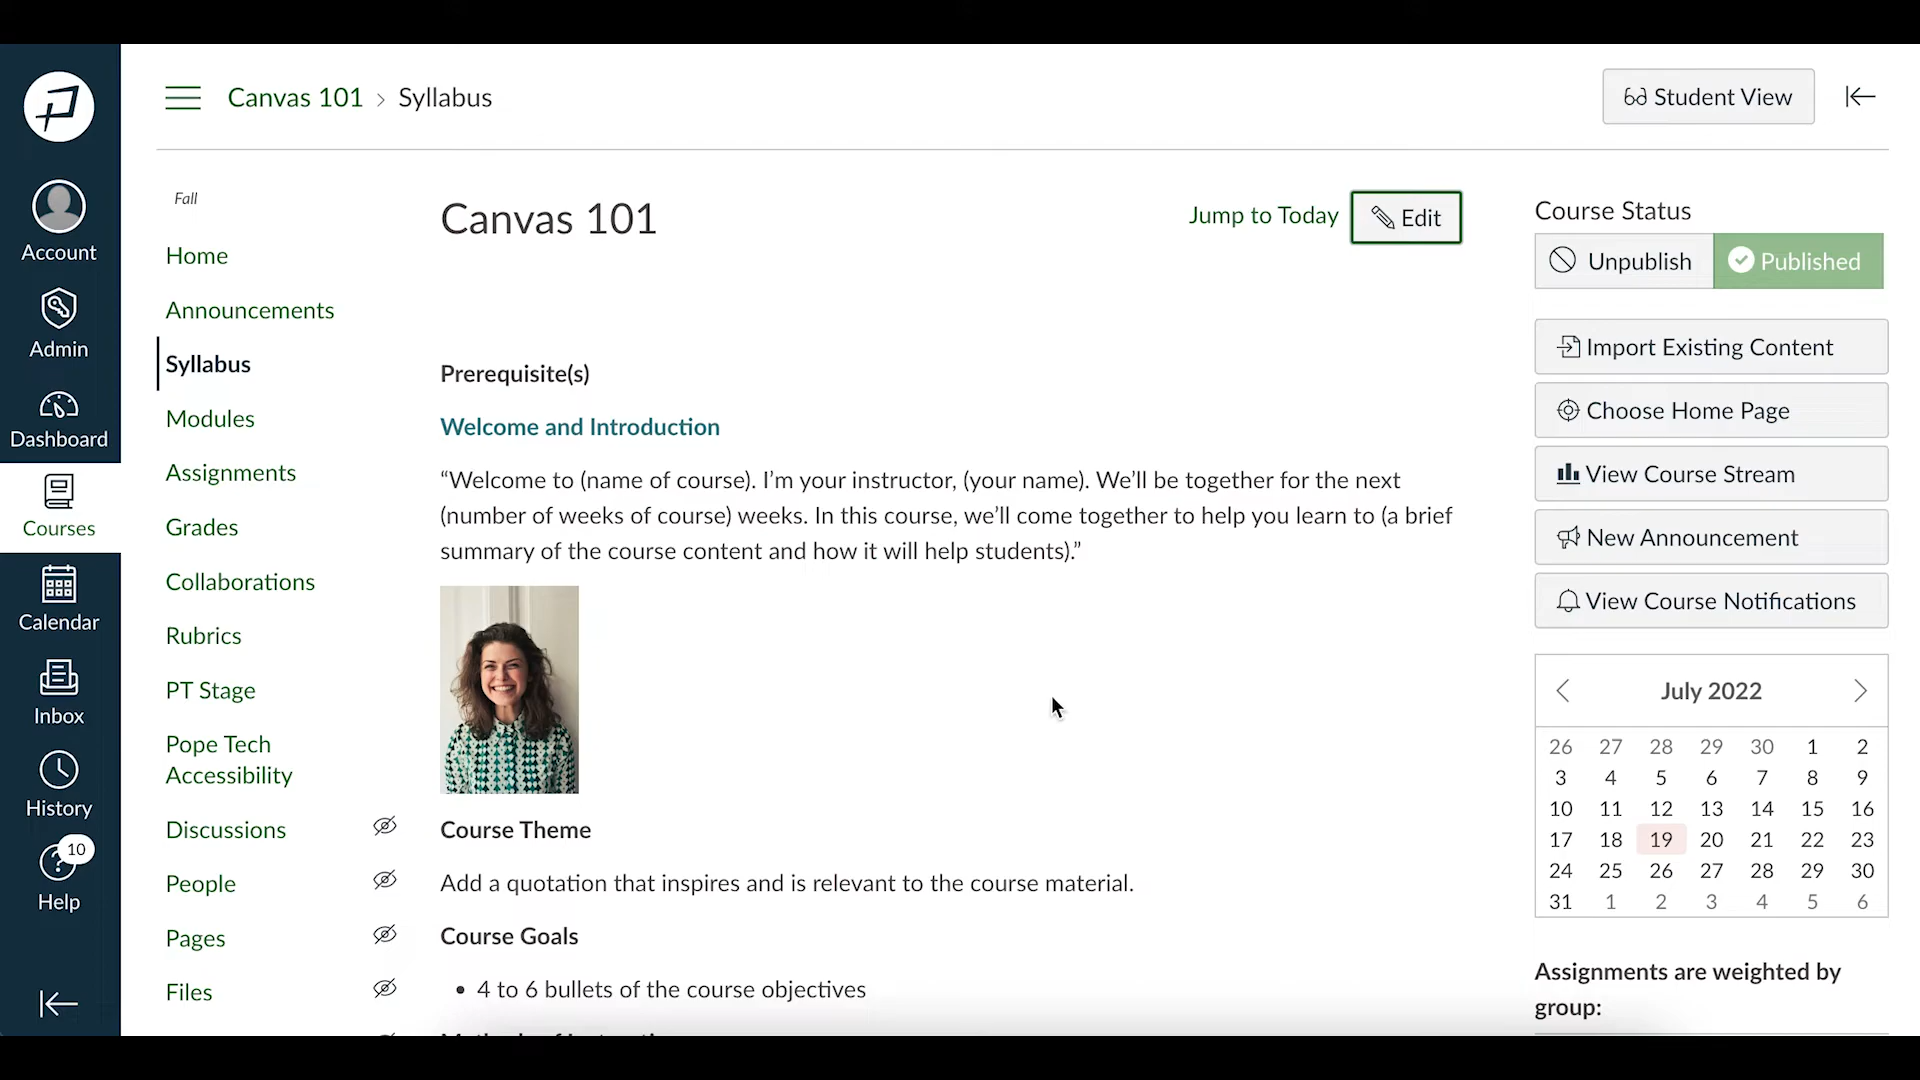 Canvas 101 › Syllabus
Student View
Account
Admin
Dashboard
Courses
Calendar
Inbox
History
10
Help
Fall
Home
Announcements
Syllabus
Modules
Assignments
Grades
Collaborations
Rubrics
PT Stage
Pope Tech
Accessibility
Discussions
People
Pages
Files
Canvas 101
Jump to Today
Edit
Prerequisite(s)
Welcome and Introduction
“Welcome to (name of course). I’m your instructor, (your name). We’ll be together for the next
(number of weeks of course) weeks. In this course, we’ll come together to help you learn to (a brief
summary of the course content and how it will help students).”
Course Theme
Add a quotation that inspires and is relevant to the course material.
Course Goals
• 4 to 6 bullets of the course objectives
Course Status
Unpublish
Published
Import Existing Content
Choose Home Page
View Course Stream
New Announcement
View Course Notifications
July 2022
26 27 28 29 30 1 2
3 4 5 6 7 8 9
10 11 12 13 14 15 16
17 18 19 20 21 22 23
24 25 26 27 28 29 30
31 1 2 3 4 5 6
Assignments are weighted by
group: